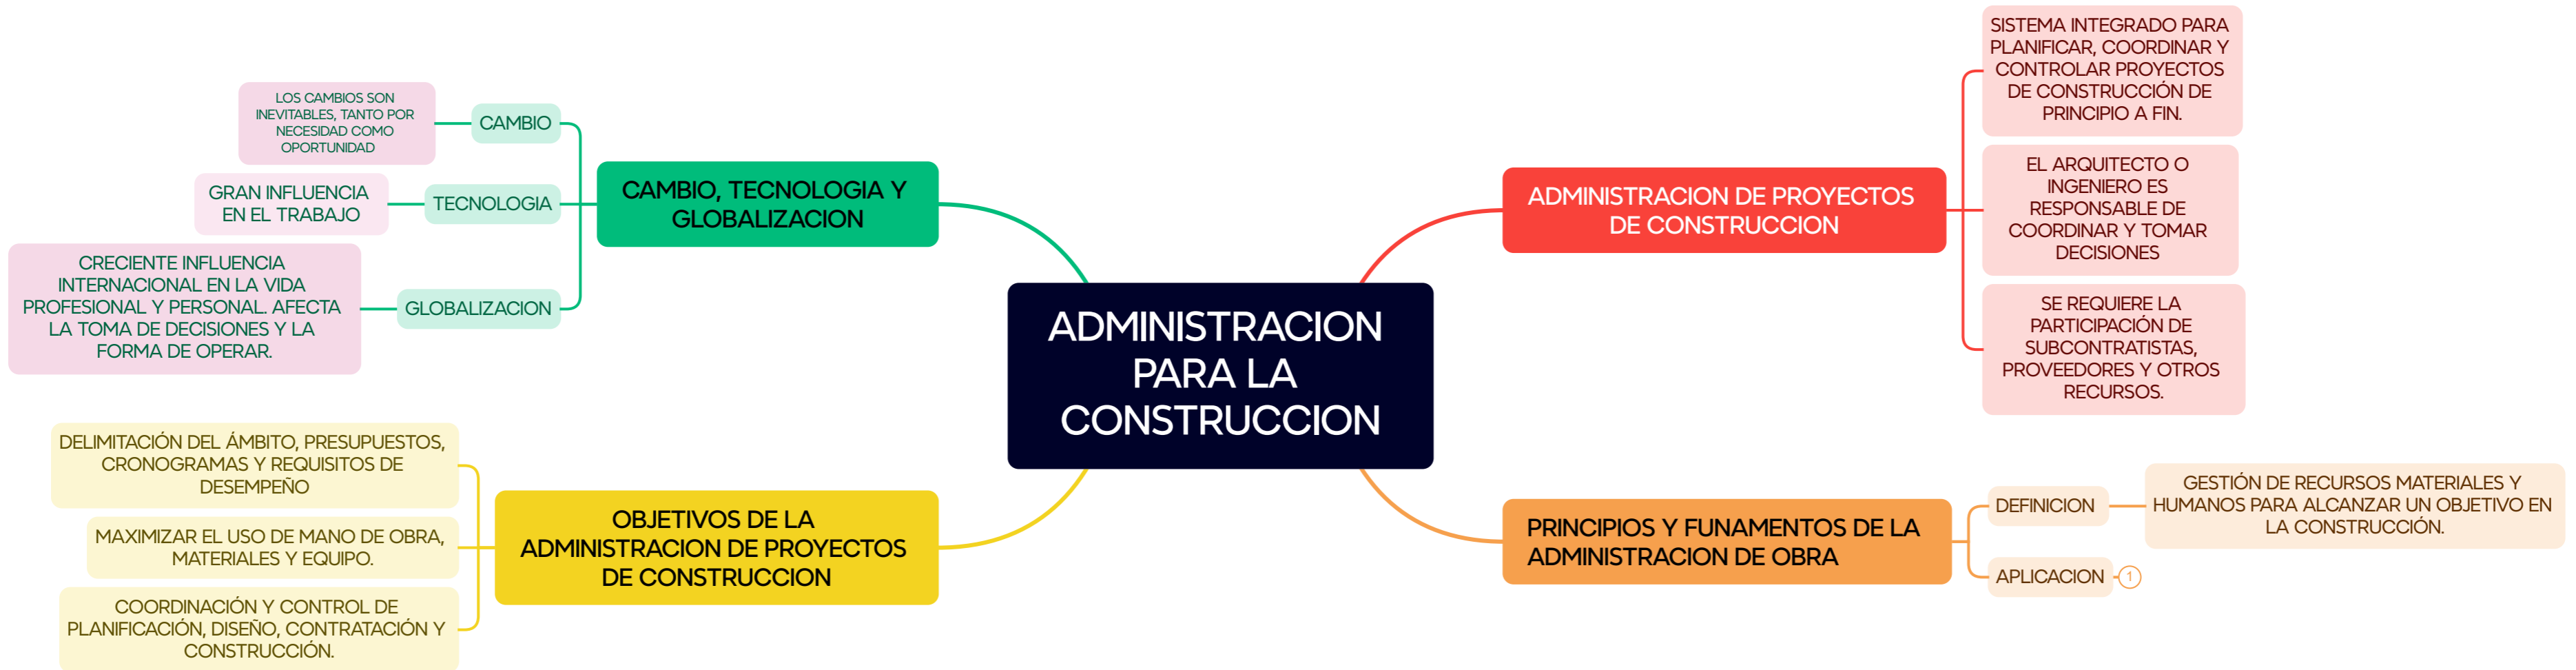 ADMINISTRACION
PARA LA
CONSTRUCCION
CAMBIO, TECNOLOGIA Y
GLOBALIZACION
CAMBIO
LOS CAMBIOS SON
INEVITABLES, TANTO POR
NECESIDAD COMO
OPORTUNIDAD
TECNOLOGIA
GRAN INFLUENCIA
EN EL TRABAJO
GLOBALIZACION
CRECIENTE INFLUENCIA
INTERNACIONAL EN LA VIDA
PROFESIONAL Y PERSONAL. AFECTA
LA TOMA DE DECISIONES Y LA
FORMA DE OPERAR.
OBJETIVOS DE LA
ADMINISTRACION DE PROYECTOS
DE CONSTRUCCION
DELIMITACIÓN DEL ÁMBITO, PRESUPUESTOS,
CRONOGRAMAS Y REQUISITOS DE
DESEMPEÑO
MAXIMIZAR EL USO DE MANO DE OBRA,
MATERIALES Y EQUIPO.
COORDINACIÓN Y CONTROL DE
PLANIFICACIÓN, DISEÑO, CONTRATACIÓN Y
CONSTRUCCIÓN.
ADMINISTRACION DE PROYECTOS
DE CONSTRUCCION
SISTEMA INTEGRADO PARA
PLANIFICAR, COORDINAR Y
CONTROLAR PROYECTOS
DE CONSTRUCCIÓN DE
PRINCIPIO A FIN.
EL ARQUITECTO O
INGENIERO ES
RESPONSABLE DE
COORDINAR Y TOMAR
DECISIONES
SE REQUIERE LA
PARTICIPACIÓN DE
SUBCONTRATISTAS,
PROVEEDORES Y OTROS
RECURSOS.
PRINCIPIOS Y FUNAMENTOS DE LA
ADMINISTRACION DE OBRA
DEFINICION
GESTIÓN DE RECURSOS MATERIALES Y
HUMANOS PARA ALCANZAR UN OBJETIVO EN
LA CONSTRUCCIÓN.
APLICACION
1